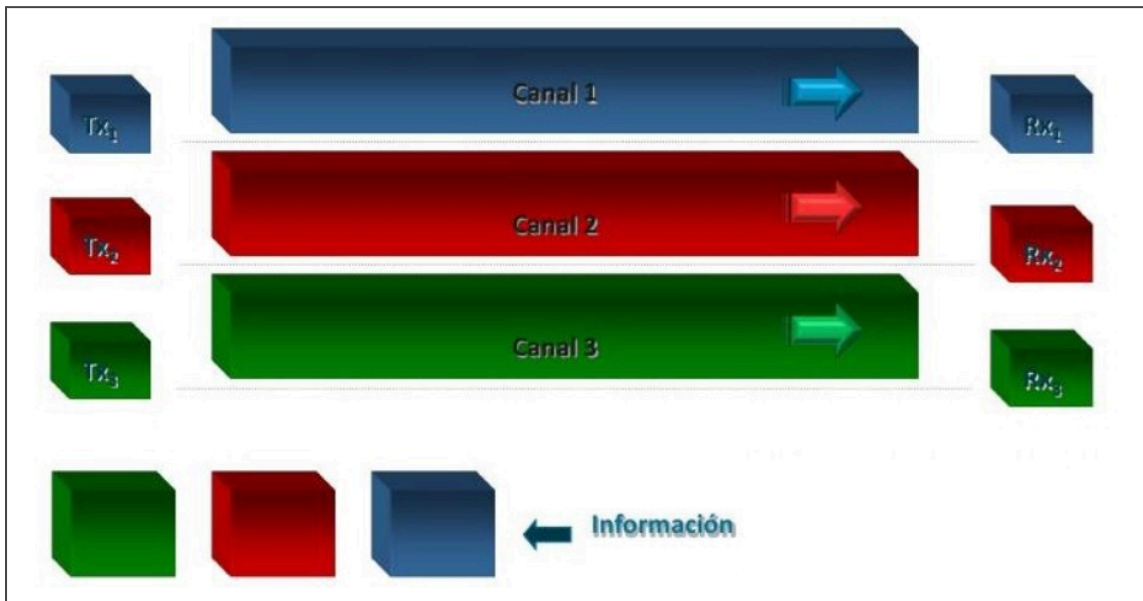 Canal 1
Tx₁
Rx₁
Canal 2
Tx₂
Rx₂
Canal 3
Tx₃
Rx₃
Información